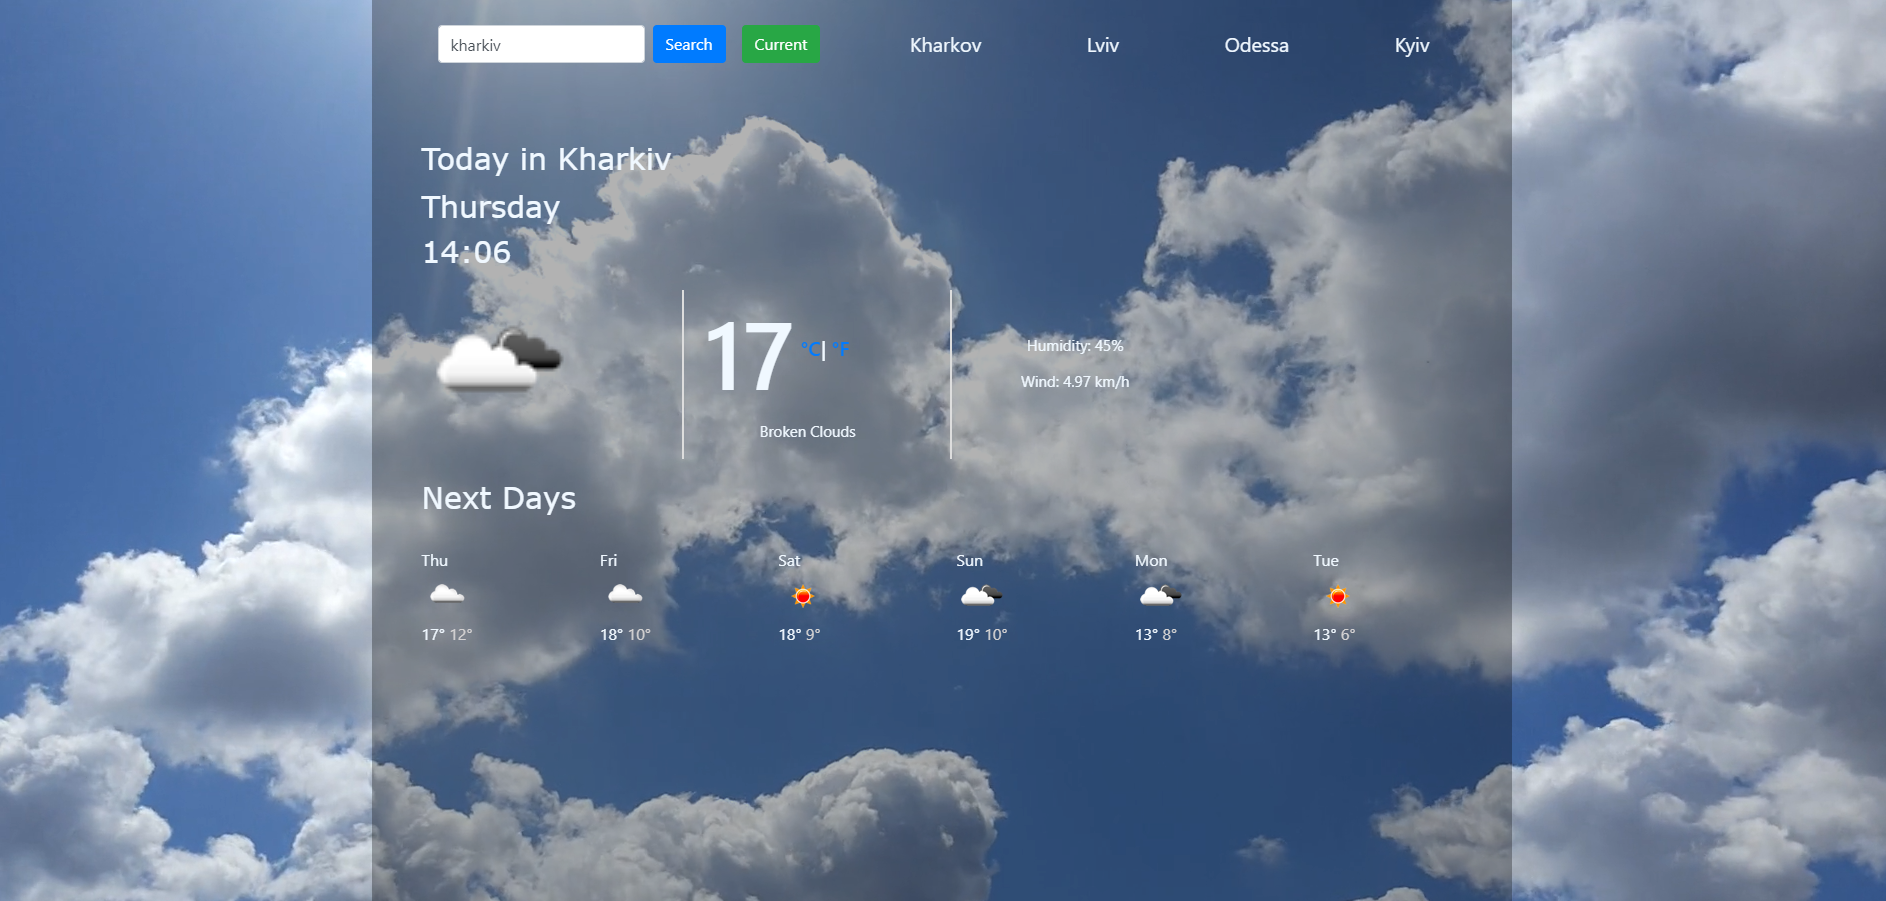 kharkiv Search Current Kharkov Lviv Odessa Kyiv
Today in Kharkiv
Thursday
14:06
17 °C| °F
Humidity: 45%
Wind: 4.97 km/h
Broken Clouds
Next Days
Thu Fri Sat Sun Mon Tue
17° 12° 18° 10° 18° 9° 19° 10° 13° 8° 13° 6°